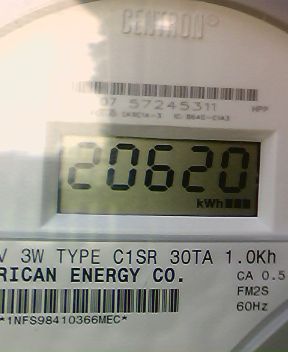 CENTRON®
07 57245311 HPP
20620
kWh
V 3W TYPE C1SR 30TA 1.0Kh
RICAN ENERGY CO. CA 0.5
FM2S
*1NFS98410366MEC* 60Hz